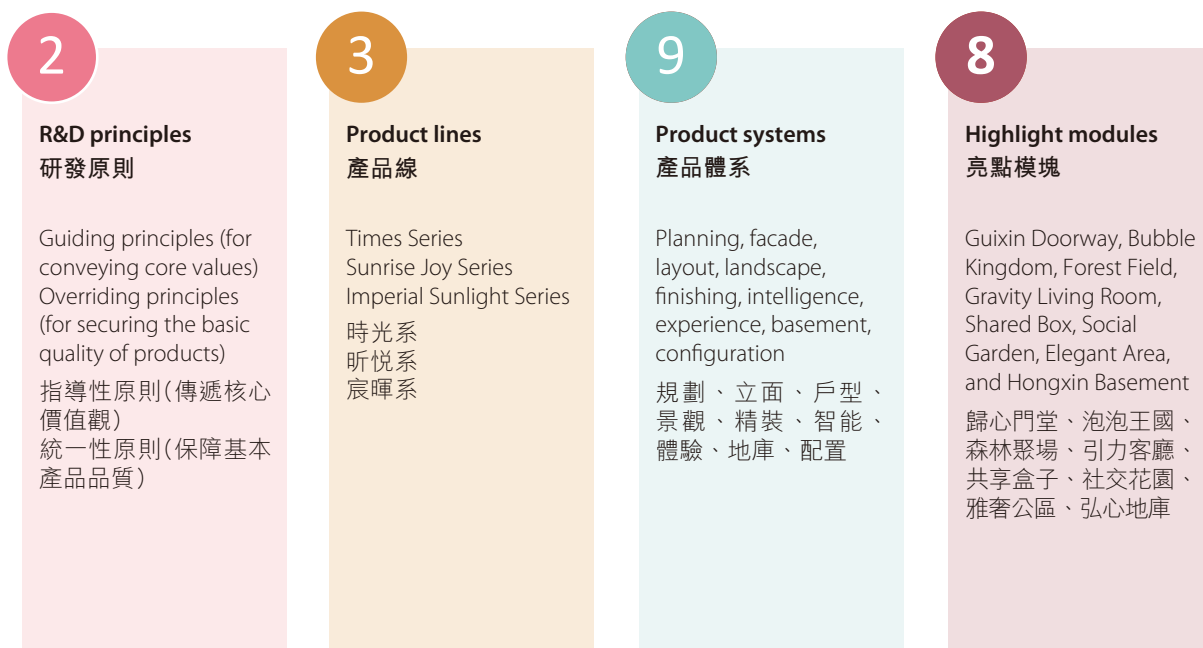 2
R&D principles
研發原則
Guiding principles (for
conveying core values)
Overriding principles
(for securing the basic
quality of products)
指導性原則(傳遞核心
價值觀)
統一性原則(保障基本
產品品質)
3
Product lines
產品線
Times Series
Sunrise Joy Series
Imperial Sunlight Series
時光系
昕悅系
宸暉系
9
Product systems
產品體系
Planning, facade,
layout, landscape,
finishing, intelligence,
experience, basement,
configuration
規劃、立面、戶型、
景觀、精裝、智能、
體驗、地庫、配置
8
Highlight modules
亮點模塊
Guixin Doorway, Bubble
Kingdom, Forest Field,
Gravity Living Room,
Shared Box, Social
Garden, Elegant Area,
and Hongxin Basement
歸心門堂、泡泡王國、
森林聚場、引力客廳、
共享盒子、社交花園、
雅奢公區、弘心地庫